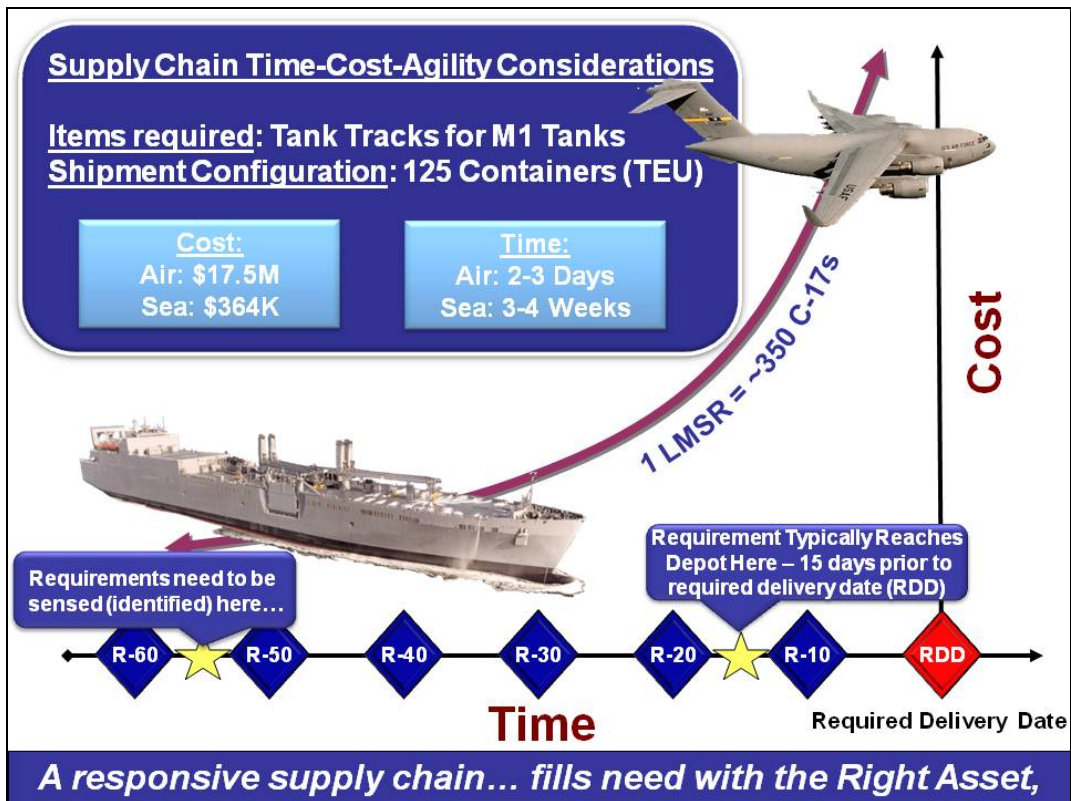 Supply Chain Time-Cost-Agility Considerations
Items required: Tank Tracks for M1 Tanks
Shipment Configuration: 125 Containers (TEU)
Cost:
Air: $17.5M
Sea: $364K
Time:
Air: 2-3 Days
Sea: 3-4 Weeks
U.S. AIR FORCE
USAF
1 LMSR = ~350 C-17s
Cost
Requirements need to be
sensed (identified) here…
Requirement Typically Reaches
Depot Here – 15 days prior to
required delivery date (RDD)
R-60
R-50
R-40
R-30
R-20
R-10
RDD
Time
Required Delivery Date
A responsive supply chain… fills need with the Right Asset,